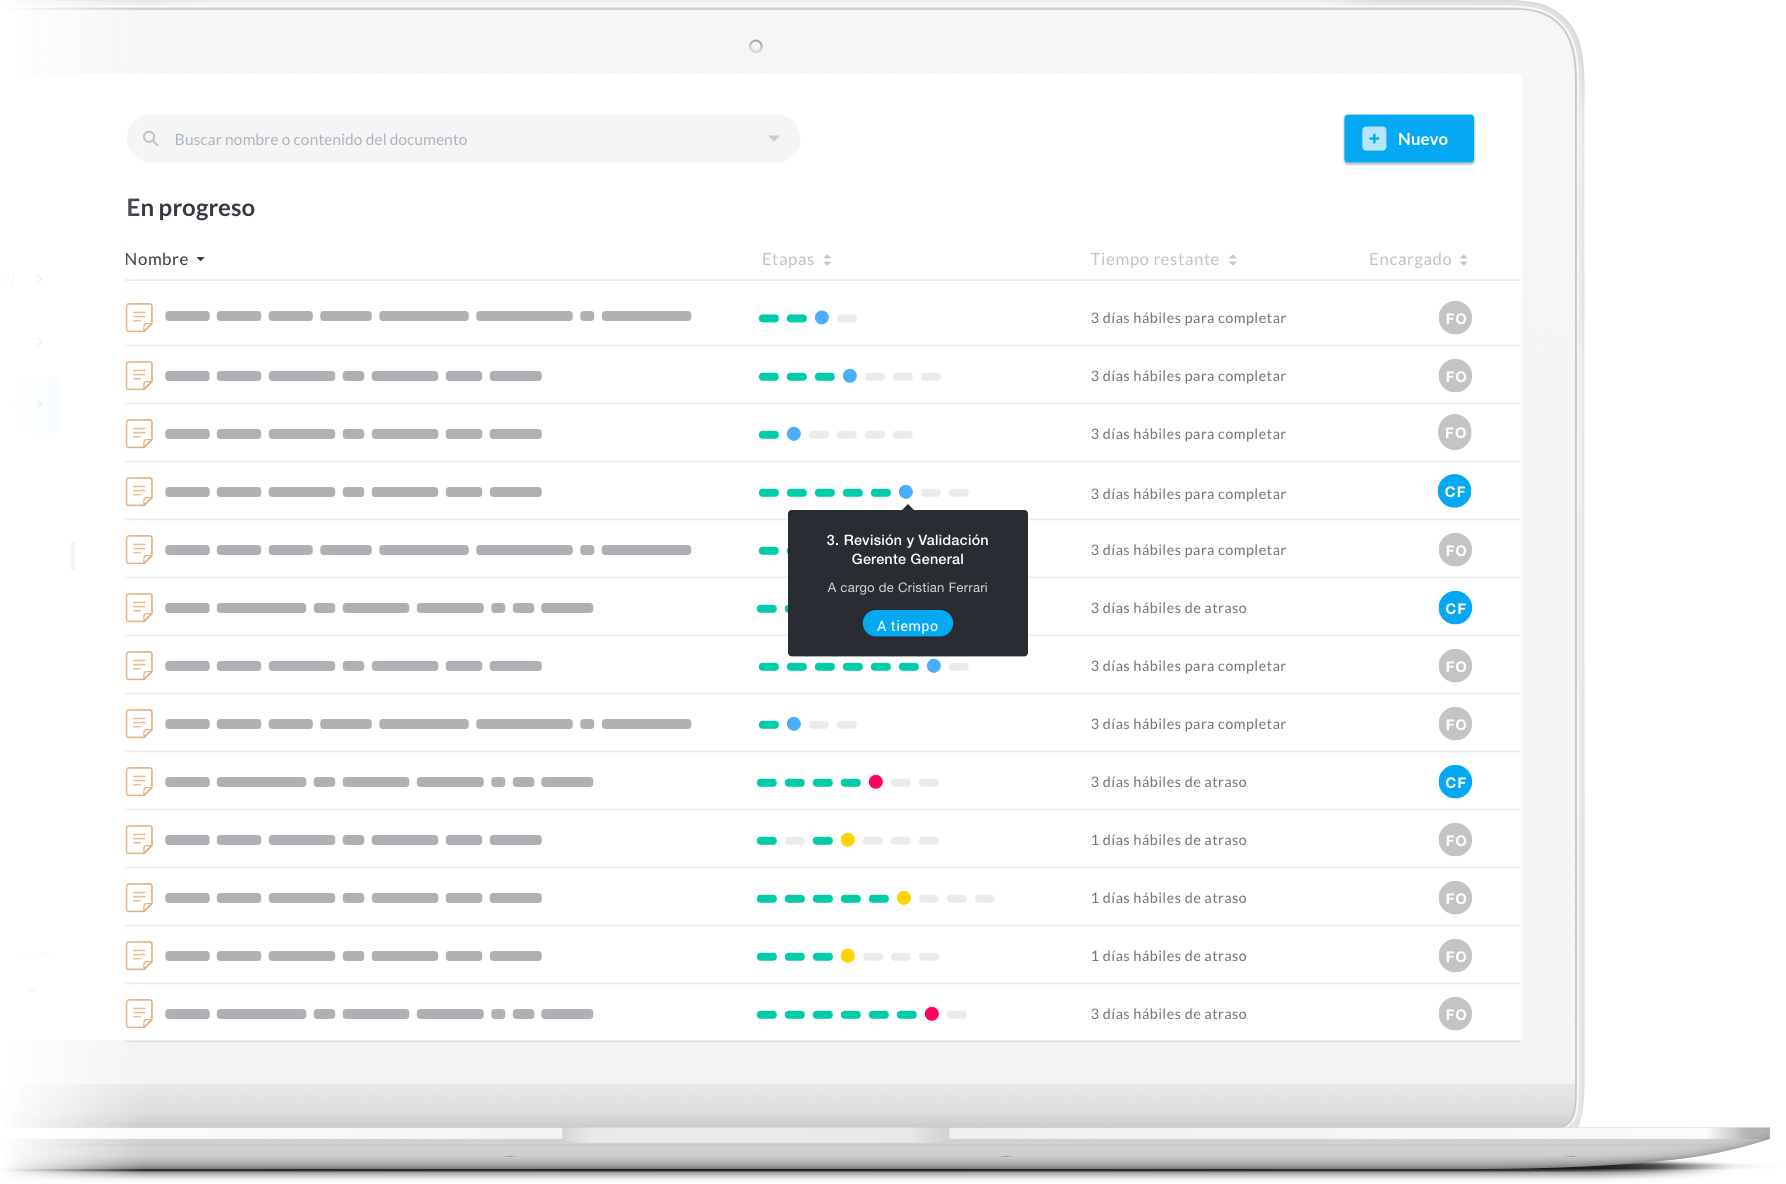 Buscar nombre o contenido del documento
Nuevo
En progreso
Nombre Etapas Tiempo restante Encargado
3 días hábiles para completar FO
3 días hábiles para completar FO
3 días hábiles para completar FO
3 días hábiles para completar CF
3. Revisión y Validación
Gerente General
A cargo de Cristian Ferrari
A tiempo
3 días hábiles para completar FO
3 días hábiles de atraso CF
3 días hábiles para completar FO
3 días hábiles para completar FO
3 días hábiles de atraso CF
1 días hábiles de atraso FO
1 días hábiles de atraso FO
1 días hábiles de atraso FO
3 días hábiles de atraso FO